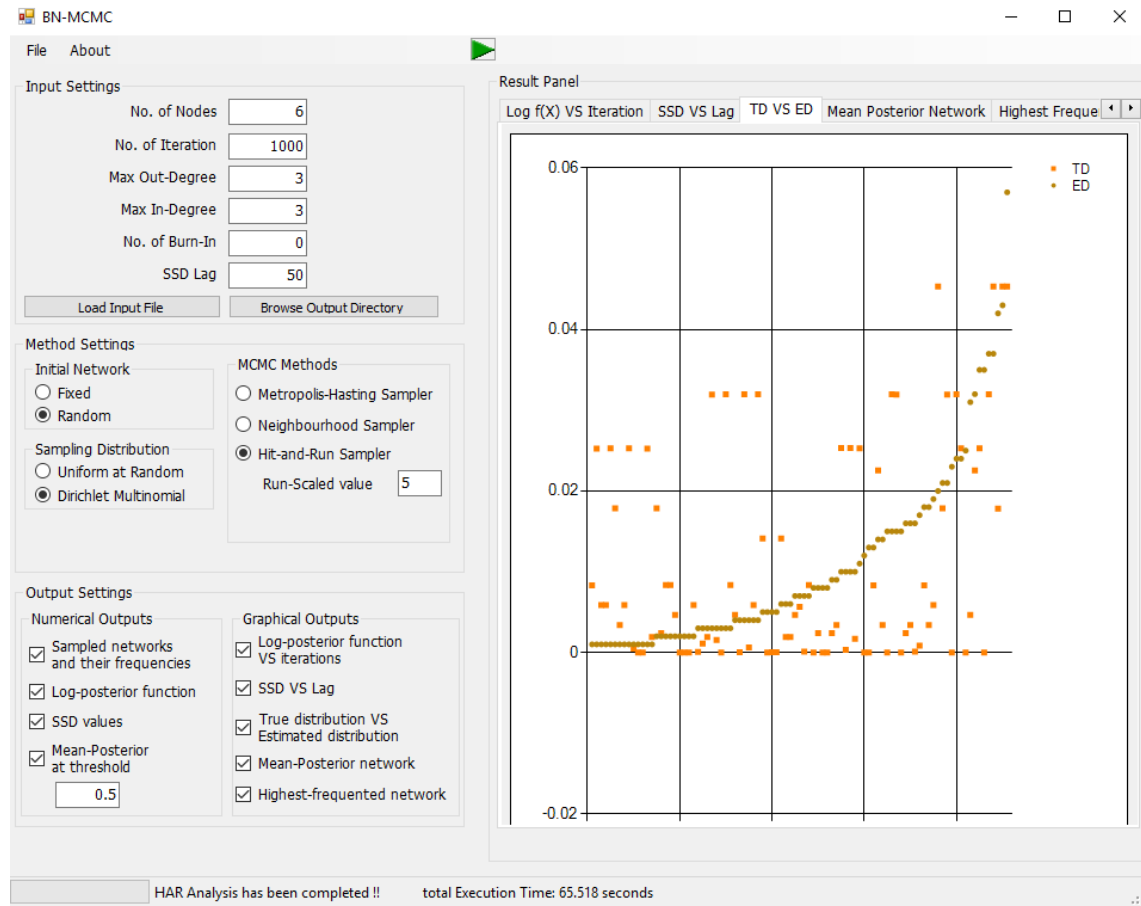 BN-MCMC
File About
Input Settings
No. of Nodes 6
No. of Iteration 1000
Max Out-Degree 3
Max In-Degree 3
No. of Burn-In 0
SSD Lag 50
Load Input File Browse Output Directory
Method Settings
Initial Network
Fixed
Random
Sampling Distribution
Uniform at Random
Dirichlet Multinomial
MCMC Methods
Metropolis-Hasting Sampler
Neighbourhood Sampler
Hit-and-Run Sampler
Run-Scaled value 5
Output Settings
Numerical Outputs
Sampled networks
and their frequencies
Log-posterior function
SSD values
Mean-Posterior
at threshold
0.5
Graphical Outputs
Log-posterior function
VS iterations
SSD VS Lag
True distribution VS
Estimated distribution
Mean-Posterior network
Highest-frequented network
Result Panel
Log f(X) VS Iteration SSD VS Lag TD VS ED Mean Posterior Network Highest Freque
0.06
0.04
0.02
0
-0.02
TD
ED
HAR Analysis has been completed !! total Execution Time: 65.518 seconds